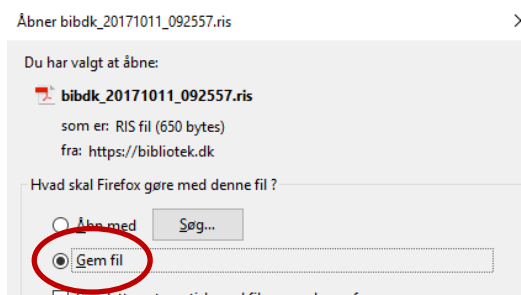 Åbner bibdk_20171011_092557.ris
Du har valgt at åbne:
bibdk_20171011_092557.ris
som er: RIS fil (650 bytes)
fra: https://bibliotek.dk
Hvad skal Firefox gøre med denne fil ?
Åbn med Søg...
Gem fil